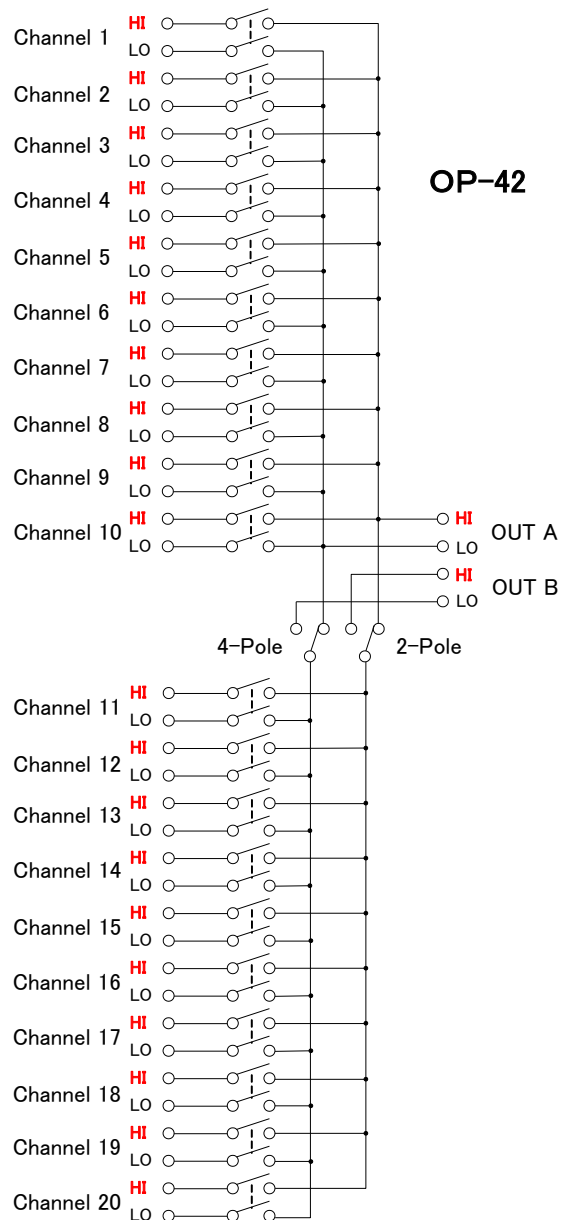 Channel 1 HI
LO
Channel 2 HI
LO
Channel 3 HI
LO
OP-42
Channel 4 HI
LO
Channel 5 HI
LO
Channel 6 HI
LO
Channel 7 HI
LO
Channel 8 HI
LO
Channel 9 HI
LO
Channel 10 HI
LO
HI
LO
OUT A
HI
LO
OUT B
4-Pole
2-Pole
Channel 11 HI
LO
Channel 12 HI
LO
Channel 13 HI
LO
Channel 14 HI
LO
Channel 15 HI
LO
Channel 16 HI
LO
Channel 17 HI
LO
Channel 18 HI
LO
Channel 19 HI
LO
Channel 20 HI
LO